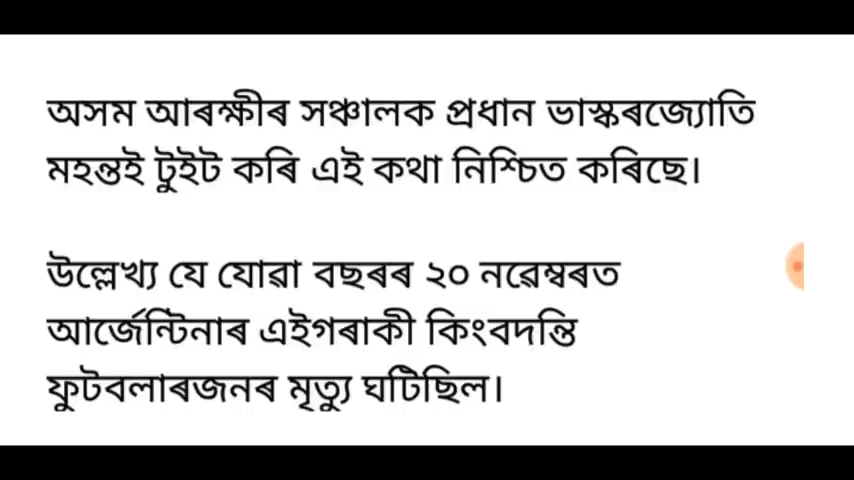 অসম আৰক্ষীৰ সঞ্চালক প্ৰধান ভাস্কৰজ্যোতি
মহন্তই টুইট কৰি এই কথা নিশ্চিত কৰিছে।
উল্লেখ্য যে যোৱা বছৰৰ ২০ নৱেম্বৰত
আৰ্জেন্টিনাৰ এইগৰাকী কিংবদন্তি
ফুটবলাৰজনৰ মৃত্যু ঘটিছিল।